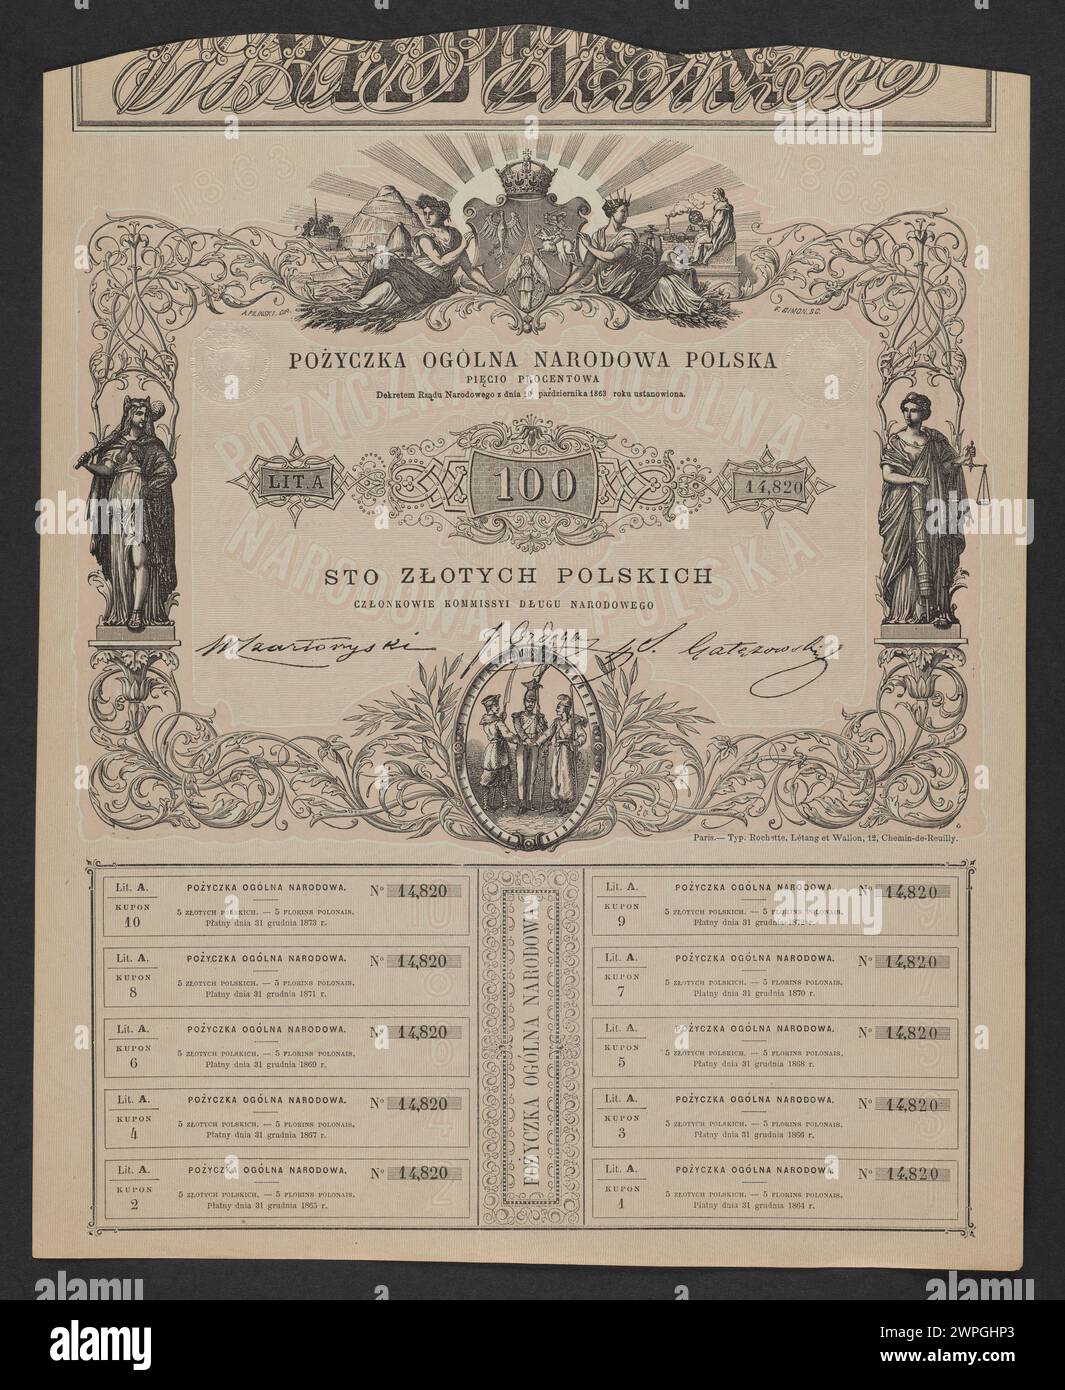 1863 1863
A. PILINSKI. DIR.
F. GIMON. SC.
POŻYCZKA OGÓLNA NARODOWA POLSKA
PIĘCIO PROCENTOWA
Dekretem Rządu Narodowego z dnia października 1863 roku ustanowiona.
POŻYCZKA OGÓLNA
NARODOWA POLSKA
LIT. A 100 14,820
STO ZŁOTYCH POLSKICH
CZŁONKOWIE KOMMISSYI DŁUGU NARODOWEGO
W Czartoryski J. Ordęga S. Gałęzowski
Paris.— Typ. Rochette, Létang et Wallon, 12, Chemin-de-Reuilly.
POŻYCZKA OGÓLNA NARODOWA
Lit. A. POŻYCZKA OGÓLNA NARODOWA. No 14,820
KUPON
10
5 ZŁOTYCH POLSKICH. — 5 FLORINS POLONAIS.
Płatny dnia 31 grudnia 1873 r.
Lit. A. POŻYCZKA OGÓLNA NARODOWA. No 14,820
KUPON
9
5 ZŁOTYCH POLSKICH. — 5 FLORINS POLONAIS.
Płatny dnia 31 grudnia 1872 r.
Lit. A. POŻYCZKA OGÓLNA NARODOWA. No 14,820
KUPON
8
5 ZŁOTYCH POLSKICH. — 5 FLORINS POLONAIS.
Płatny dnia 31 grudnia 1871 r.
Lit. A. POŻYCZKA OGÓLNA NARODOWA. No 14,820
KUPON
7
5 ZŁOTYCH POLSKICH. — 5 FLORINS POLONAIS.
Płatny dnia 31 grudnia 1870 r.
Lit. A. POŻYCZKA OGÓLNA NARODOWA. No 14,820
KUPON
6
5 ZŁOTYCH POLSKICH. — 5 FLORINS POLONAIS.
Płatny dnia 31 grudnia 1869 r.
Lit. A. POŻYCZKA OGÓLNA NARODOWA. No 14,820
KUPON
5
5 ZŁOTYCH POLSKICH. — 5 FLORINS POLONAIS.
Płatny dnia 31 grudnia 1868 r.
Lit. A. POŻYCZKA OGÓLNA NARODOWA. No 14,820
KUPON
4
5 ZŁOTYCH POLSKICH. — 5 FLORINS POLONAIS.
Płatny dnia 31 grudnia 1867 r.
Lit. A. POŻYCZKA OGÓLNA NARODOWA. No 14,820
KUPON
3
5 ZŁOTYCH POLSKICH. — 5 FLORINS POLONAIS.
Płatny dnia 31 grudnia 1866 r.
Lit. A. POŻYCZKA OGÓLNA NARODOWA. No 14,820
KUPON
2
5 ZŁOTYCH POLSKICH. — 5 FLORINS POLONAIS.
Płatny dnia 31 grudnia 1865 r.
Lit. A. POŻYCZKA OGÓLNA NARODOWA. No 14,820
KUPON
1
5 ZŁOTYCH POLSKICH. — 5 FLORINS POLONAIS.
Płatny dnia 31 grudnia 1864 r.
alamy
Image ID: 2WPGHP3
www.alamy.com